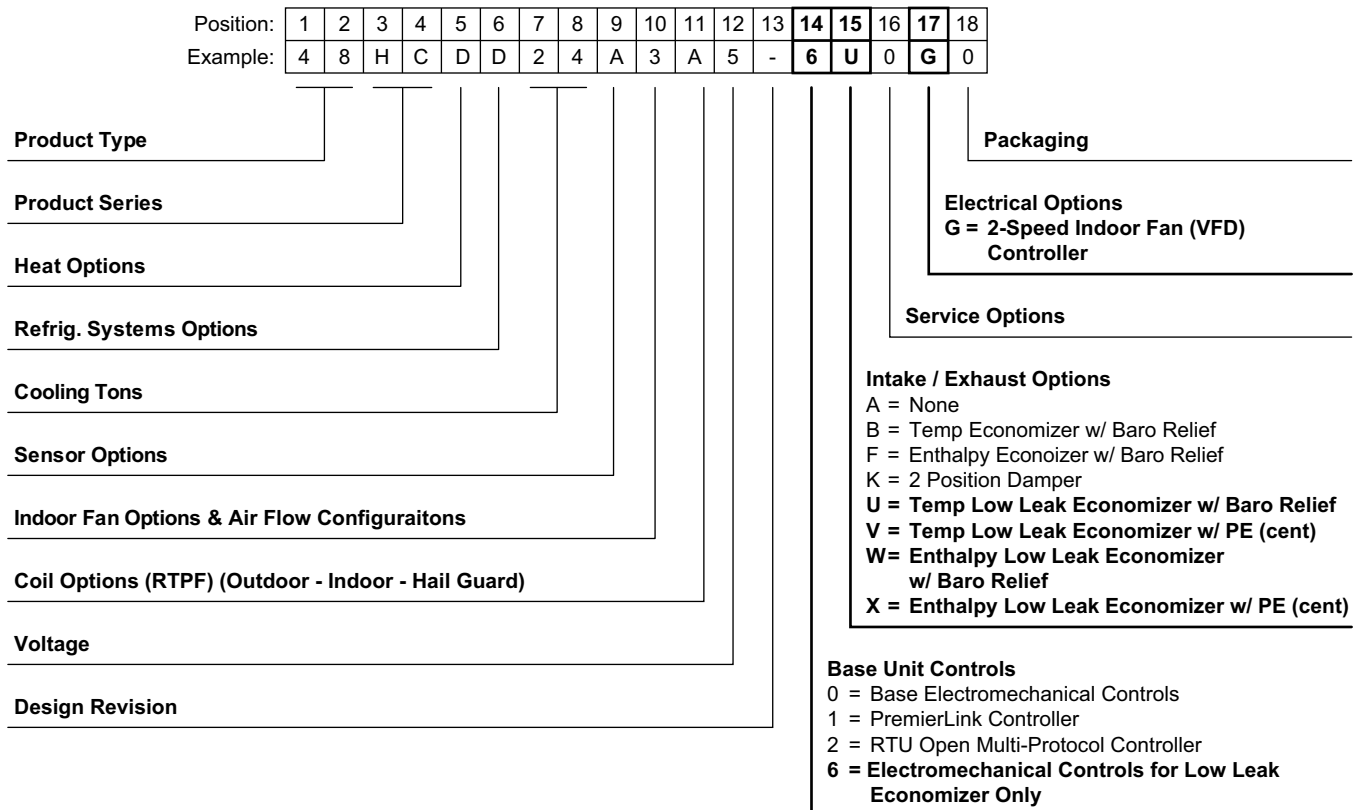 Position: 1 2 3 4 5 6 7 8 9 10 11 12 13 14 15 16 17 18
Example: 4 8 H C D D 2 4 A 3 A 5 - 6 U 0 G 0
Product Type
Product Series
Heat Options
Refrig. Systems Options
Cooling Tons
Sensor Options
Indoor Fan Options & Air Flow Configuraitons
Coil Options (RTPF) (Outdoor - Indoor - Hail Guard)
Voltage
Design Revision
Packaging
Electrical Options
G = 2-Speed Indoor Fan (VFD)
Controller
Service Options
Intake / Exhaust Options
A = None
B = Temp Economizer w/ Baro Relief
F = Enthalpy Econoizer w/ Baro Relief
K = 2 Position Damper
U = Temp Low Leak Economizer w/ Baro Relief
V = Temp Low Leak Economizer w/ PE (cent)
W= Enthalpy Low Leak Economizer
w/ Baro Relief
X = Enthalpy Low Leak Economizer w/ PE (cent)
Base Unit Controls
0 = Base Electromechanical Controls
1 = PremierLink Controller
2 = RTU Open Multi-Protocol Controller
6 = Electromechanical Controls for Low Leak
Economizer Only